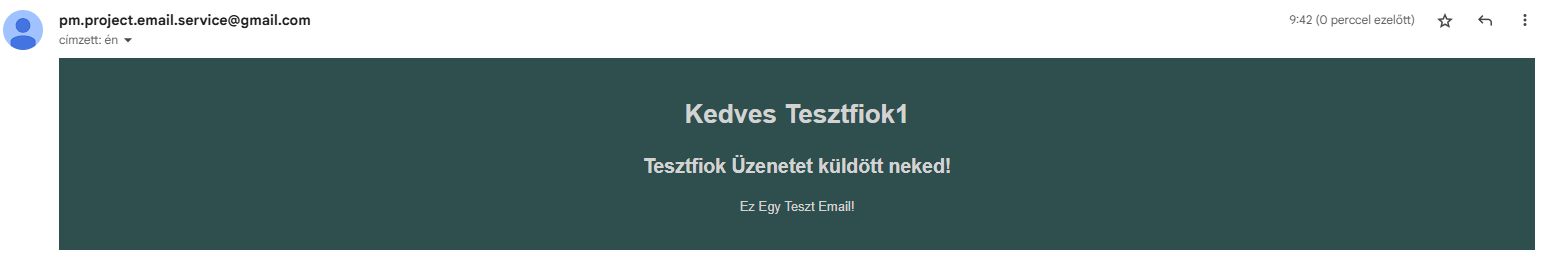 pm.project.email.service@gmail.com
9:42 (0 perccel ezelőtt)
címzett: én
Kedves Tesztfiok1
Tesztfiok Üzenetet küldött neked!
Ez Egy Teszt Email!